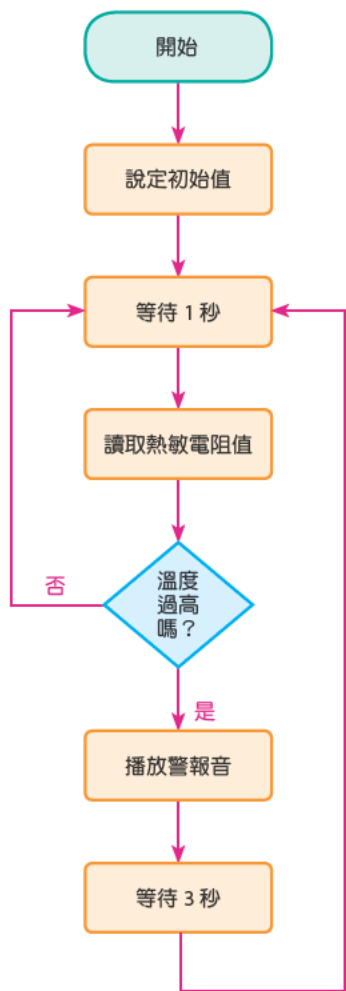 開始
說定初始值
等待 1 秒
讀取熱敏電阻值
溫度
過高
嗎？
否
是
播放警報音
等待 3 秒